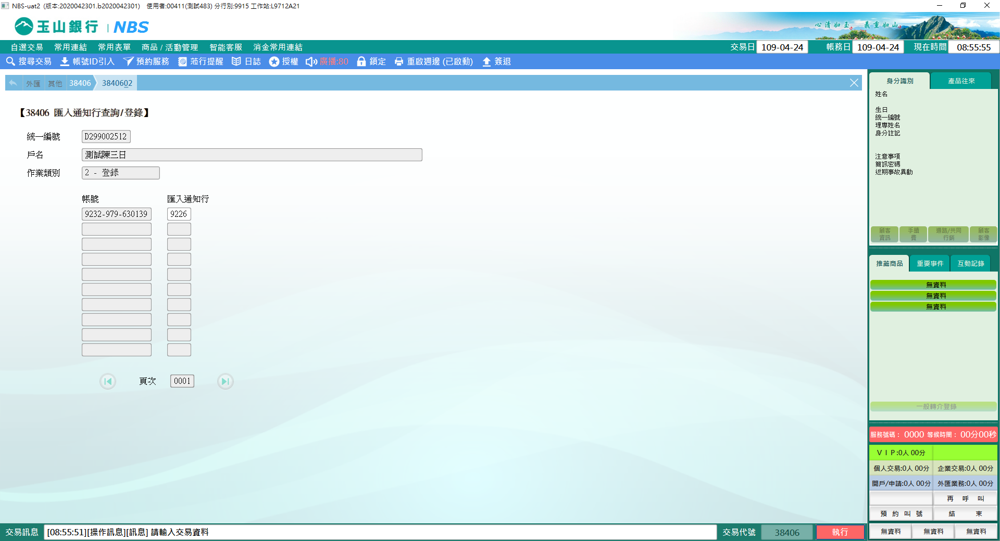 NBS-uat2 (版本:2020042301.b2020042301) 使用者:00411(測試483) 分行別:9915 工作站:L9712A21
玉山銀行 | NBS
心清如玉。 義重如山。
自選交易 常用連結 常用表單 商品 / 活動管理 智能客服 消金常用連結 交易日 109-04-24 帳務日 109-04-24 現在時間 08:55:55
搜尋交易 帳號ID引入 預約服務 蒞行提醒 日誌 授權 廣播:80 鎖定 重啟週邊 (已啟動) 簽退
外匯 其他 38406 3840602
【38406 匯入通知行查詢/登錄】
統一編號 D299002512
戶名 測試陳三日
作業類別 2 - 登錄
帳號 匯入通知行
9232-979-630139 9226
頁次 0001
身分識別 產品往來
姓名
生日
統一編號
理專姓名
身分註記
注意事項
簡訊密碼
近期事故異動
顧客資訊 手續費 通路/共同行銷 顧客影像
推薦商品 重要事件 互動記錄
無資料
無資料
無資料
一般轉介登錄
服務號碼: 0000 等候時間: 00分00秒
VIP:0人 00分
個人交易:0人 00分 企業交易:0人 00分
開戶/申請:0人 00分 外匯業務:0人 00分
再 呼 叫
預 約 叫 號 結 束
無資料 無資料 無資料
交易訊息 [08:55:51][操作訊息][訊息] 請輸入交易資料 交易代號 38406 執行